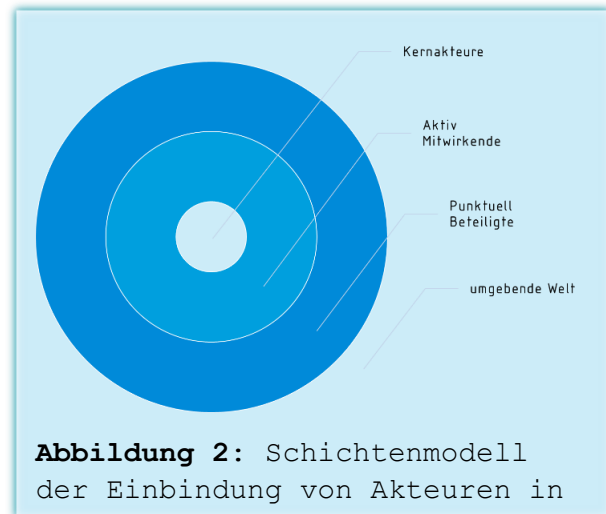 Kernakteure
Aktiv
Mitwirkende
Punktuell
Beteiligte
umgebende Welt
Abbildung 2: Schichtenmodell
der Einbindung von Akteuren in